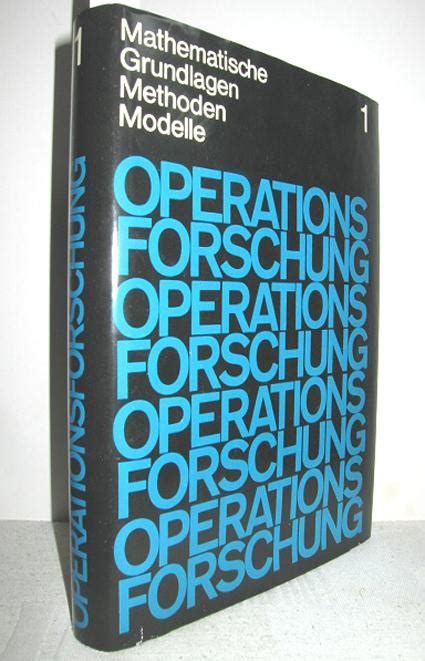 Mathematische
Grundlagen
Methoden
Modelle
1
OPERATIONS
FORSCHUNG
OPERATIONS
FORSCHUNG
OPERATIONS
FORSCHUNG
OPERATIONS
FORSCHUNG
1
OPERATIONSFORSCHUNG